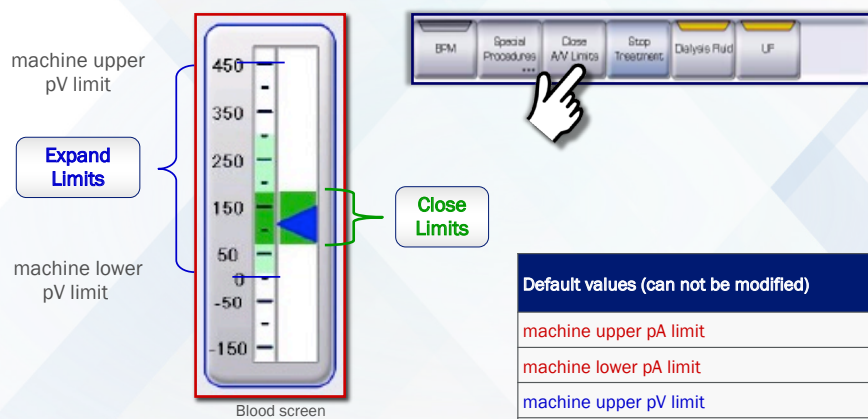 BPM
Special
Procedures
...
Close
A/V Limits
Stop
Treatment
Dialysis Fluid
UF
machine upper
pV limit
Expand
Limits
machine lower
pV limit
450
350
250
150
50
0
-50
-150
Close
Limits
Blood screen
Default values (can not be modified)
machine upper pA limit
machine lower pA limit
machine upper pV limit